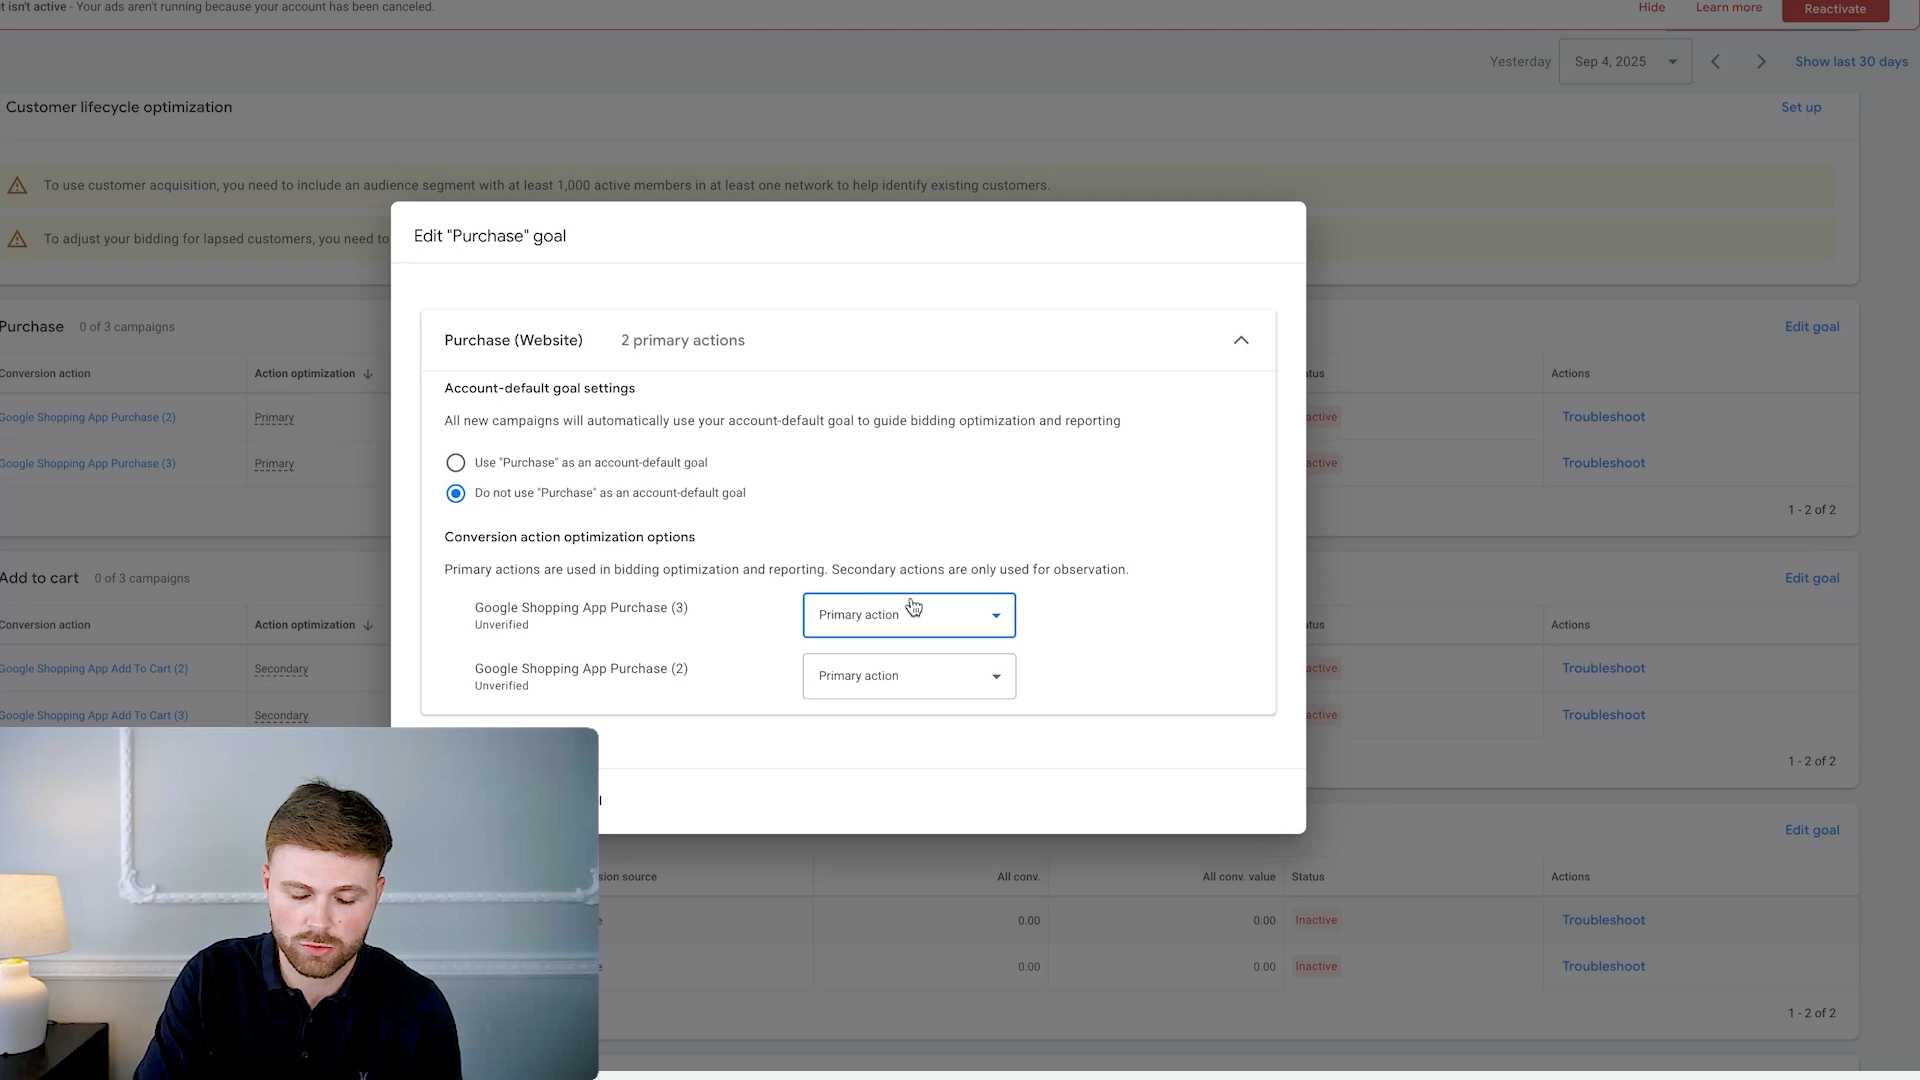 t isn't active - Your ads aren't running because your account has been canceled.
Hide Learn more Reactivate
Yesterday Sep 4, 2025 Show last 30 days
Customer lifecycle optimization Set up
To use customer acquisition, you need to include an audience segment with at least 1,000 active members in at least one network to help identify existing customers.
To adjust your bidding for lapsed customers, you need to
Edit "Purchase" goal
Purchase 0 of 3 campaigns Edit goal
Conversion action Action optimization tus Actions
Google Shopping App Purchase (2) Primary active Troubleshoot
Google Shopping App Purchase (3) Primary active Troubleshoot
1 - 2 of 2
Purchase (Website) 2 primary actions
Account-default goal settings
All new campaigns will automatically use your account-default goal to guide bidding optimization and reporting
Use "Purchase" as an account-default goal
Do not use "Purchase" as an account-default goal
Conversion action optimization options
Primary actions are used in bidding optimization and reporting. Secondary actions are only used for observation.
Google Shopping App Purchase (3) Primary action
Unverified
Google Shopping App Purchase (2) Primary action
Unverified
Add to cart 0 of 3 campaigns Edit goal
Conversion action Action optimization tus Actions
Google Shopping App Add To Cart (2) Secondary active Troubleshoot
Google Shopping App Add To Cart (3) Secondary active Troubleshoot
1 - 2 of 2
Edit goal
sion source All conv. All conv. value Status Actions
e 0.00 0.00 Inactive Troubleshoot
e 0.00 0.00 Inactive Troubleshoot
1 - 2 of 2